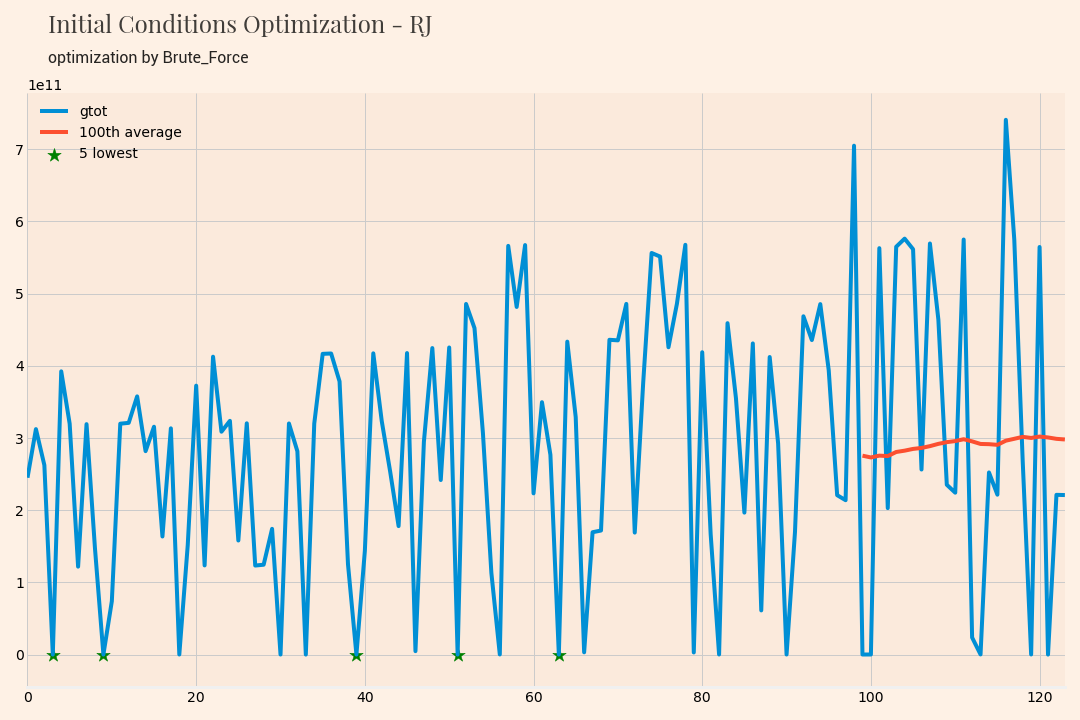 Initial Conditions Optimization - RJ
optimization by Brute_Force
1e11
gtot
100th average
5 lowest
7
6
5
4
3
2
1
0
0 20 40 60 80 100 120